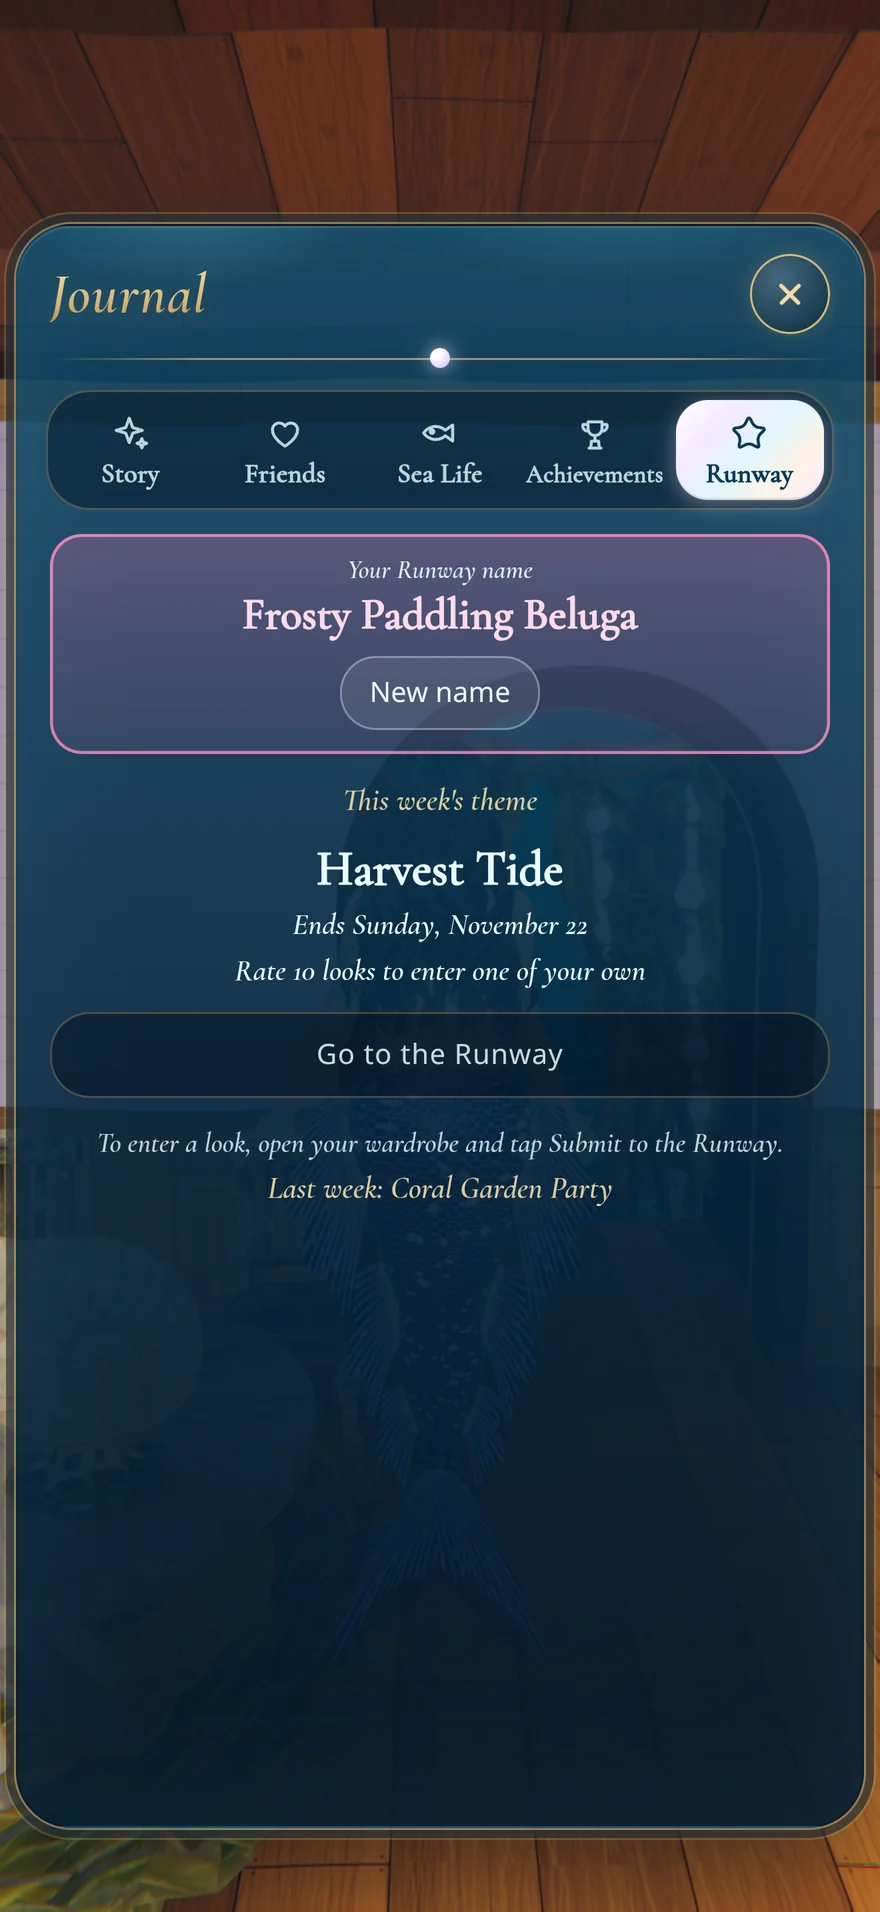 Journal
Story
Friends
Sea Life
Achievements
Runway
Your Runway name
Frosty Paddling Beluga
New name
This week's theme
Harvest Tide
Ends Sunday, November 22
Rate 10 looks to enter one of your own
Go to the Runway
To enter a look, open your wardrobe and tap Submit to the Runway.
Last week: Coral Garden Party